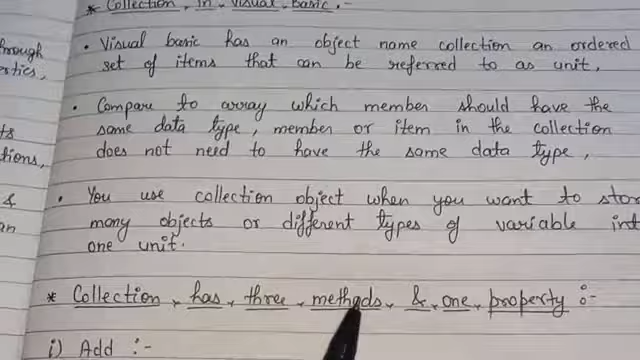 * Collection in Visual Basic :-
• Visual basic has an object name collection an ordered
set of items that can be referred to as unit.
• Compare to array which member should have the
same data type, member or item in the collection
does not need to have the same data type,
• You use collection object when you want to stor
many objects or different types of variable int
one unit.
* Collection has three methods & one property :-
i) Add :-